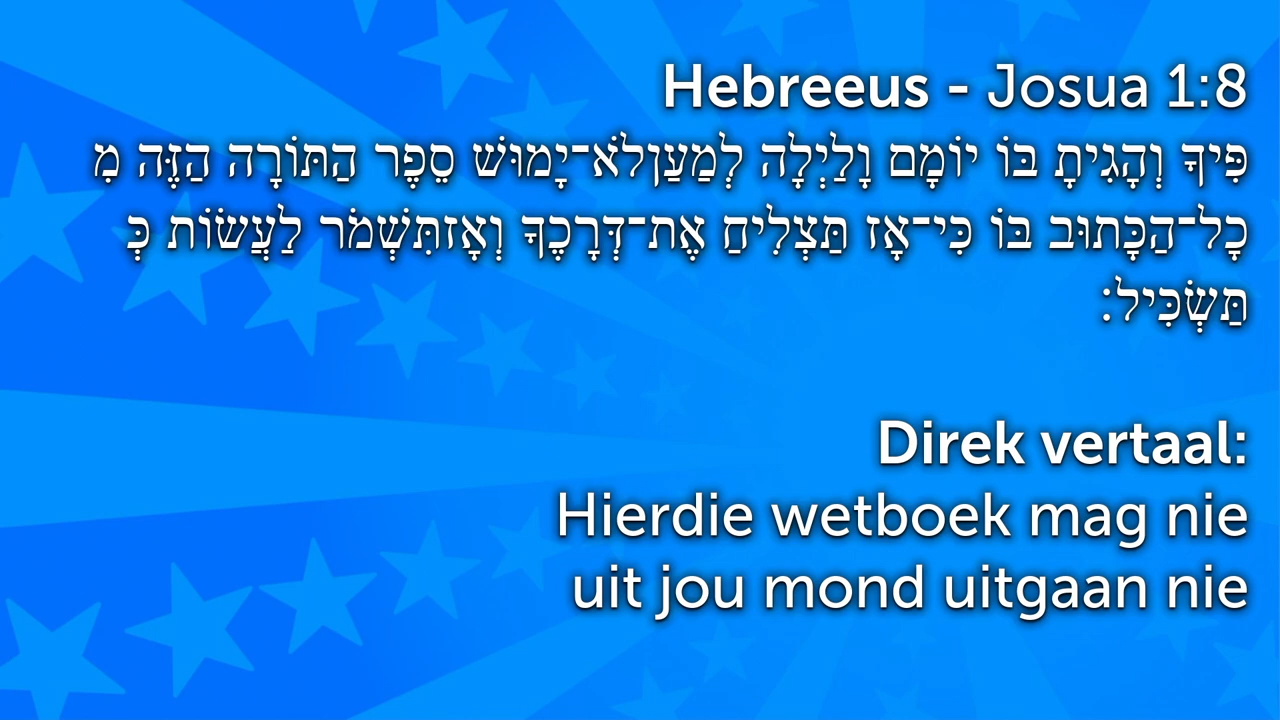 Hebreeus - Josua 1:8
פִּיךָ וְהָגִיתָ בּוֹ יוֹמָם וָלַיְלָה לְמַעַןלֹא־יָמוּשׁ סֵפֶר הַתּוֹרָה הַזֶּה מִ
כָל־הַכָּתוּב בּוֹ כִּי־אָז תַּצְלִיחַ אֶת־דְּרָכֶךָ וְאָזתִּשְׁמֹר לַעֲשׂוֹת כְּ
תַּשְׂכִּיל׃
Direk vertaal:
Hierdie wetboek mag nie
uit jou mond uitgaan nie